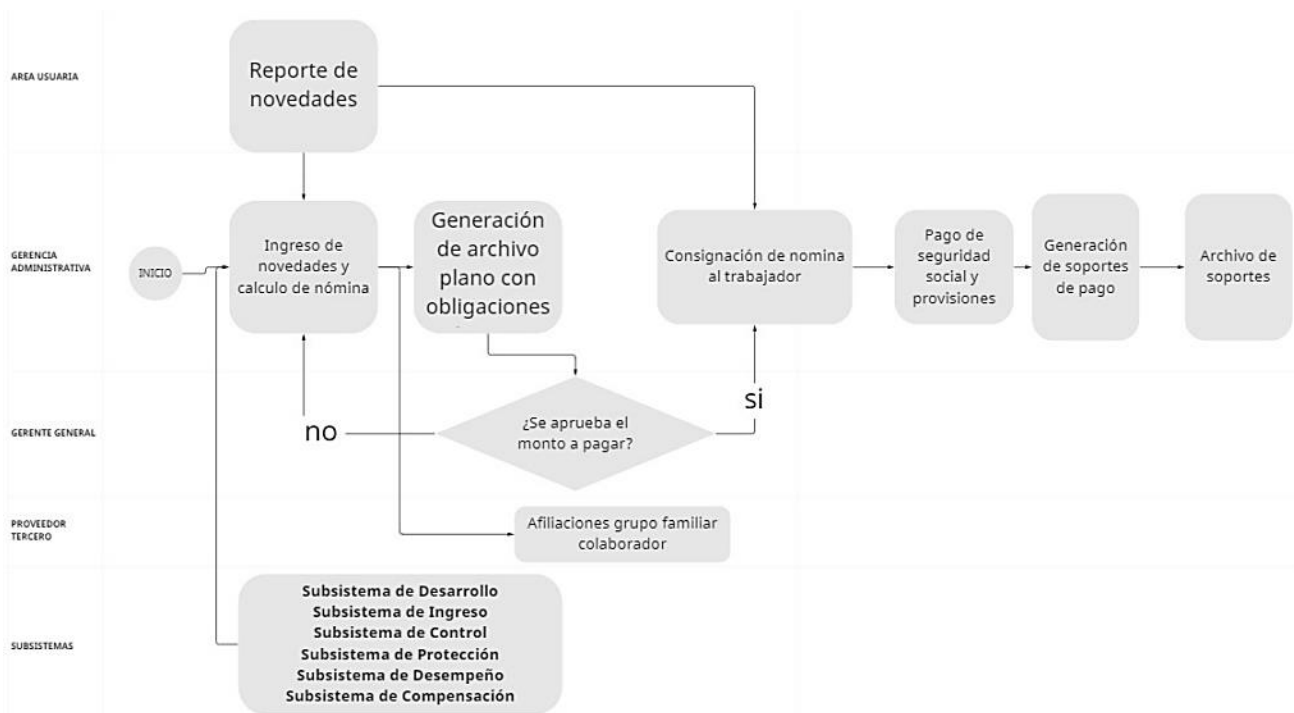 AREA USUARIA
Reporte de
novedades
GERENCIA
ADMINISTRATIVA
INICIO
Ingreso de
novedades y
calculo de nómina
Generación
de archivo
plano con
obligaciones
Consignación de nomina
al trabajador
Pago de
seguridad
social y
provisiones
Generación
de soportes
de pago
Archivo de
soportes
GERENTE GENERAL
no
¿Se aprueba el
monto a pagar?
si
PROVEEDOR
TERCERO
Afiliaciones grupo familiar
colaborador
SUBSISTEMAS
Subsistema de Desarrollo
Subsistema de Ingreso
Subsistema de Control
Subsistema de Protección
Subsistema de Desempeño
Subsistema de Compensación